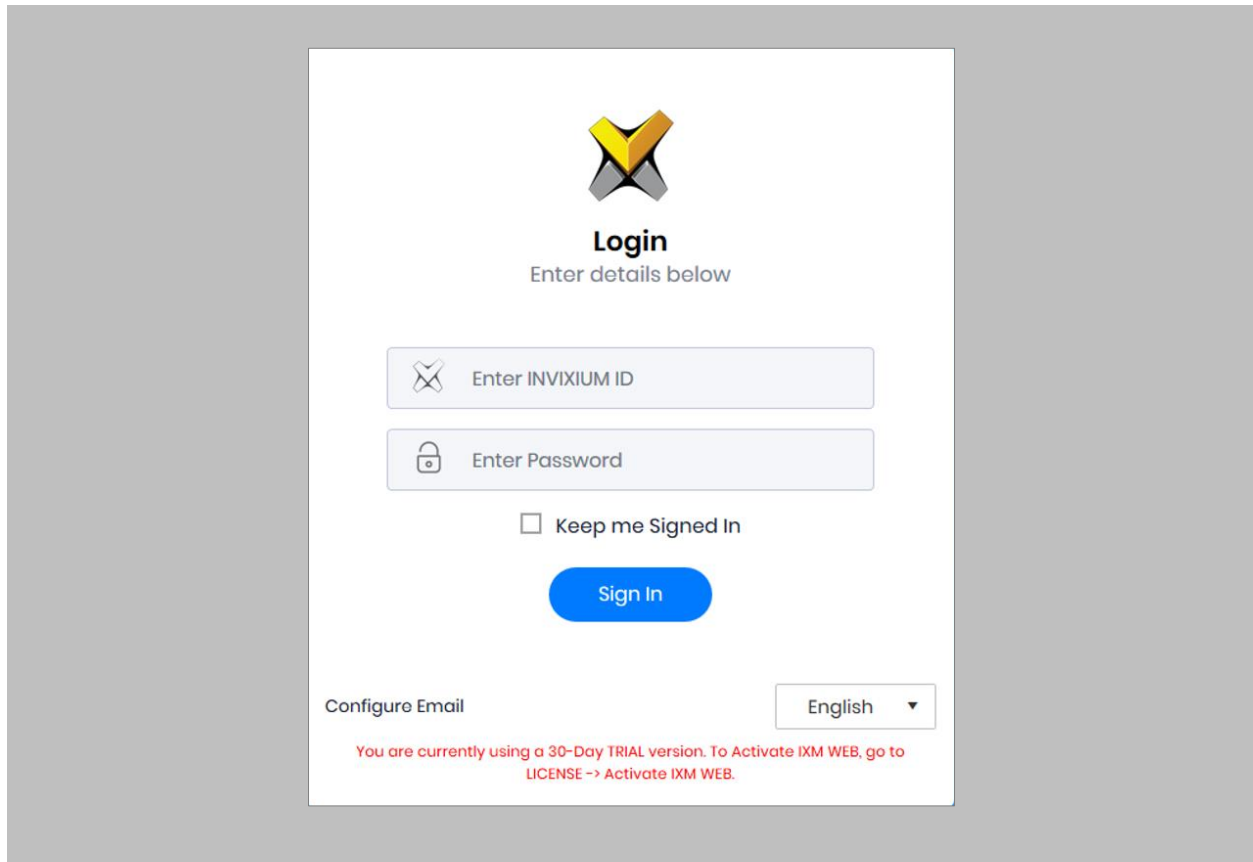 Login
Enter details below
Enter INVIXIUM ID
Enter Password
Keep me Signed In
Sign In
Configure Email
English
You are currently using a 30-Day TRIAL version. To Activate IXM WEB, go to
LICENSE -> Activate IXM WEB.